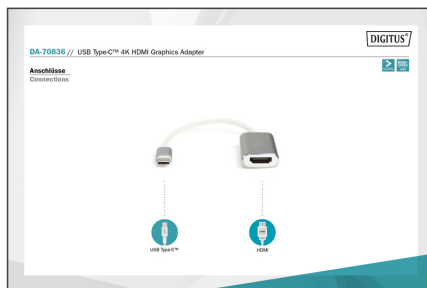 DIGITUS®
DA-70836 // USB Type-C™ 4K HDMI Graphics Adapter
Anschlüsse
Connections
USB Type-C™
HDMI